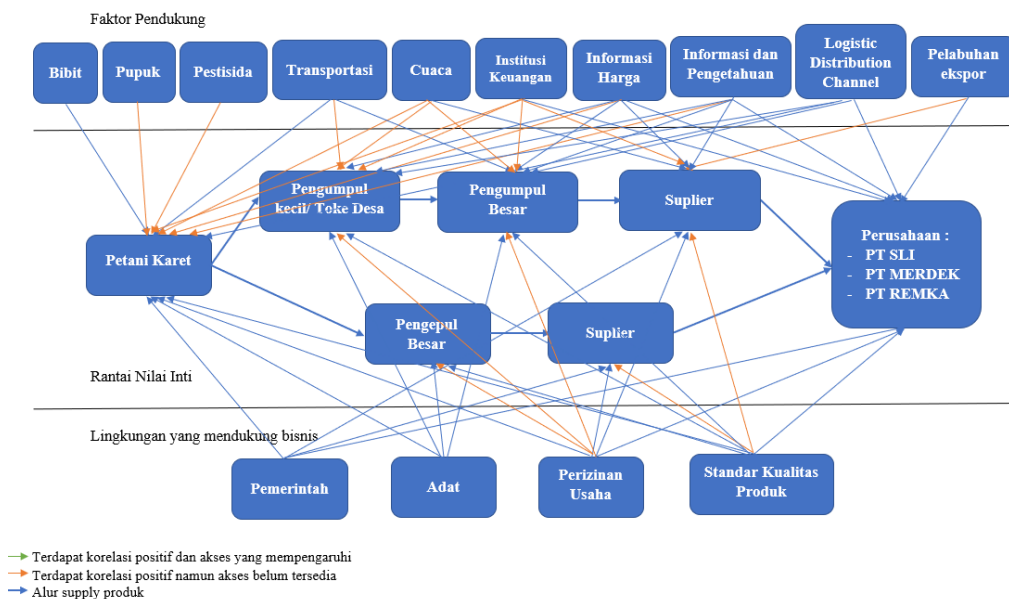 Faktor Pendukung
Bibit
Pupuk
Pestisida
Transportasi
Cuaca
Institusi
Keuangan
Informasi
Harga
Informasi dan
Pengetahuan
Logistic
Distribution
Channel
Pelabuhan
ekspor
Pengumpul
kecil/ Toke Desa
Pengumpul
Besar
Suplier
Petani Karet
Perusahaan :
- PT SLI
- PT MERDEK
- PT REMKA
Pengepul
Besar
Suplier
Rantai Nilai Inti
Lingkungan yang mendukung bisnis
Pemerintah
Adat
Perizinan
Usaha
Standar Kualitas
Produk
Terdapat korelasi positif dan akses yang mempengaruhi
Terdapat korelasi positif namun akses belum tersedia
Alur supply produk